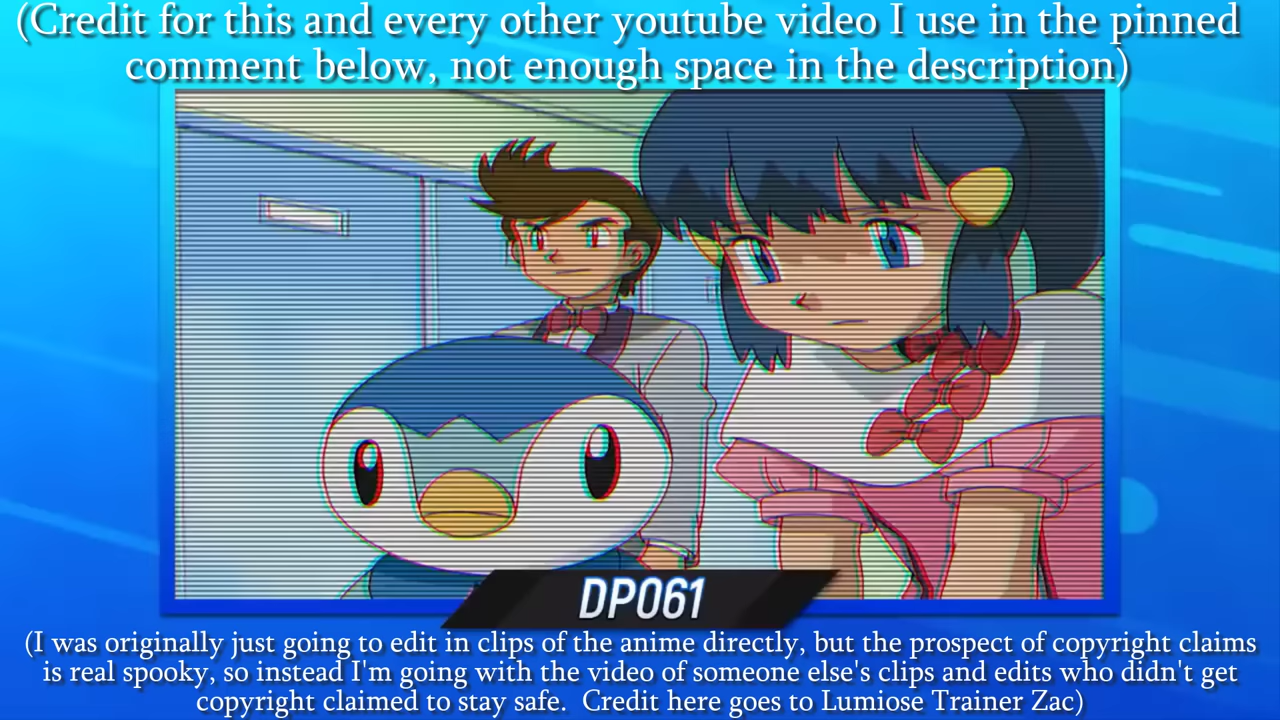 (Credit for this and every other youtube video I use in the pinned
comment below, not enough space in the description)
DP061
(I was originally just going to edit in clips of the anime directly, but the prospect of copyright claims
is real spooky, so instead I'm going with the video of someone else's clips and edits who didn't get
copyright claimed to stay safe.  Credit here goes to Lumiose Trainer Zac)